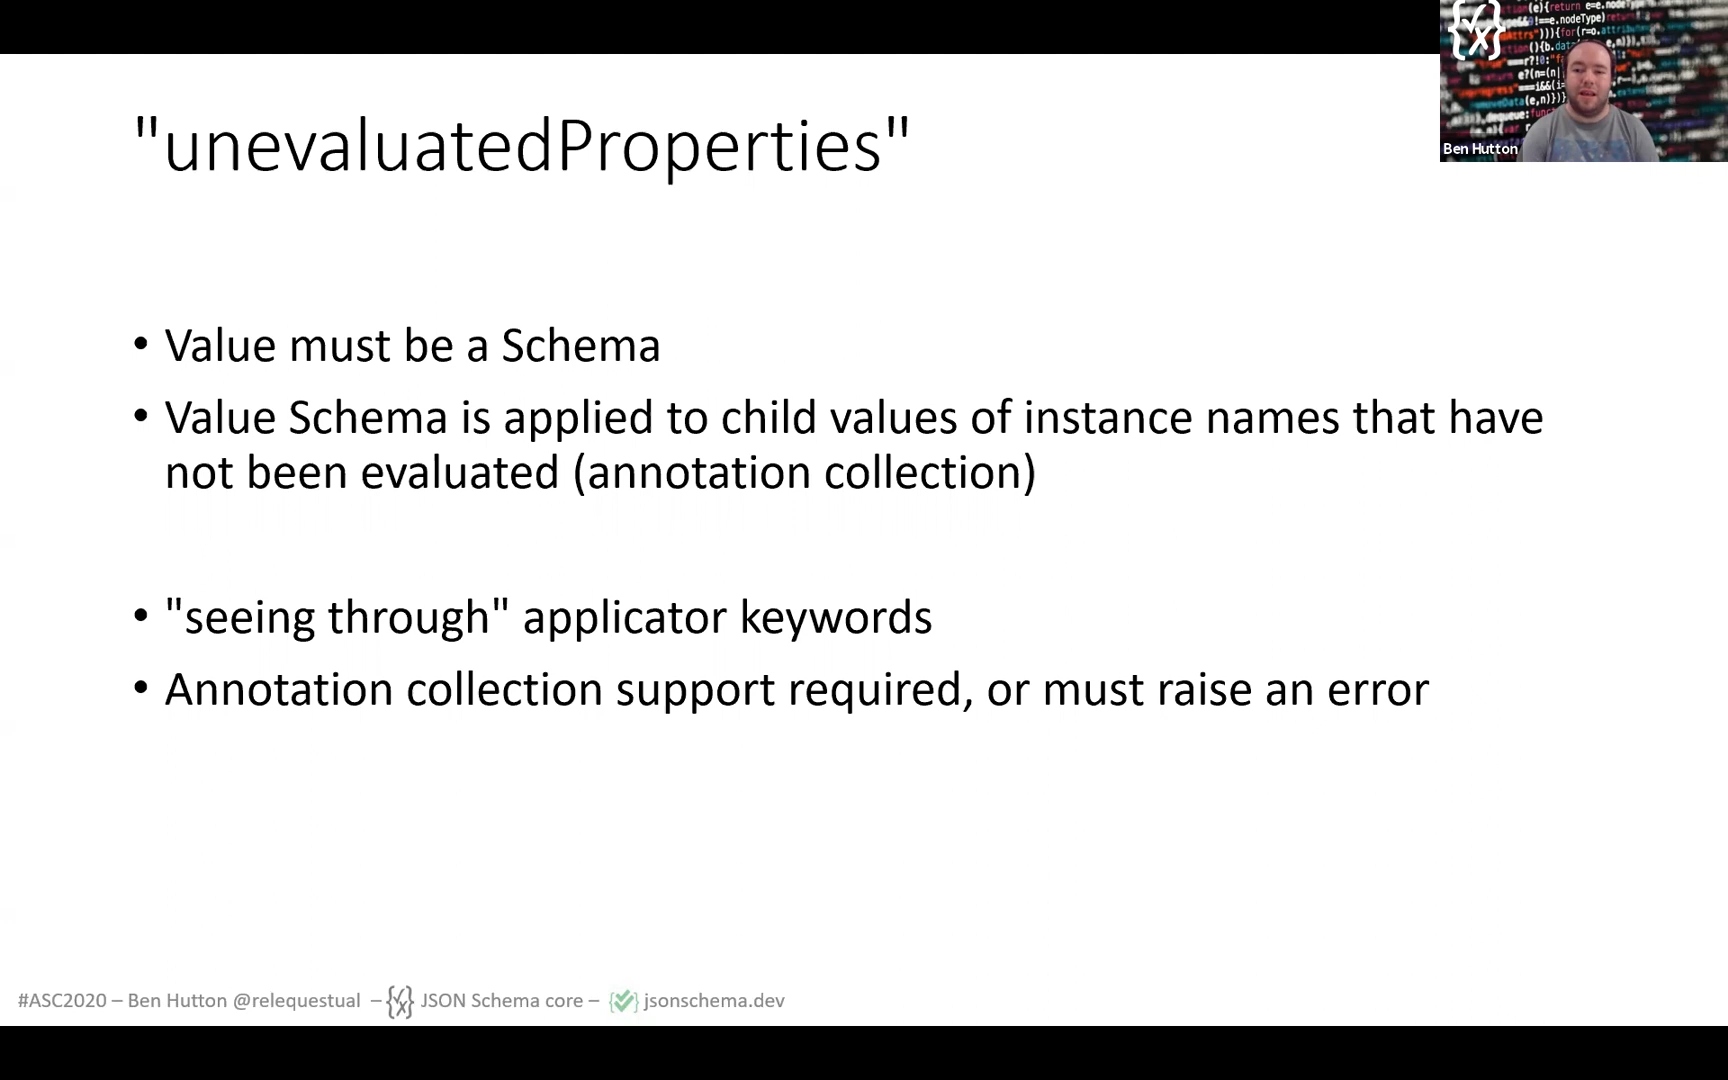 "unevaluatedProperties"
Ben Hutton
• Value must be a Schema
• Value Schema is applied to child values of instance names that have
not been evaluated (annotation collection)
• "seeing through" applicator keywords
• Annotation collection support required, or must raise an error
#ASC2020 – Ben Hutton @relequestual – JSON Schema core – jsonschema.dev